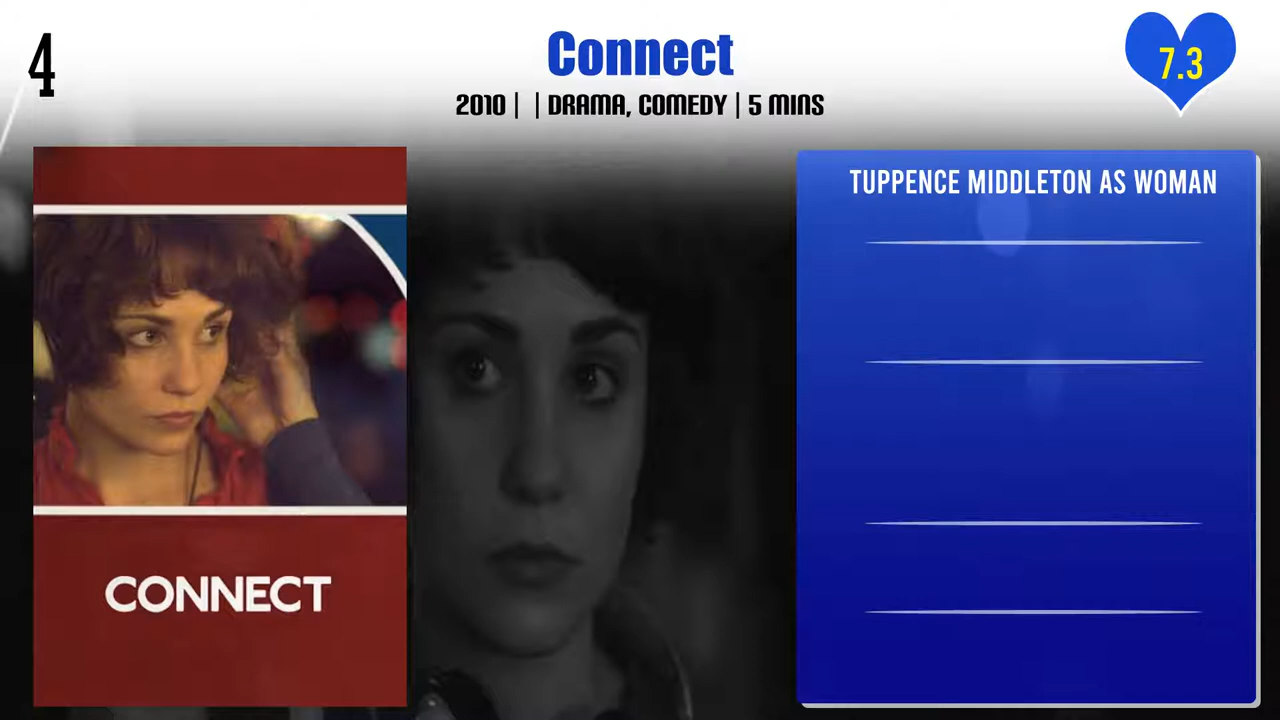 4
Connect
7.3
2010 | | DRAMA, COMEDY | 5 MINS
TUPPENCE MIDDLETON AS WOMAN
CONNECT